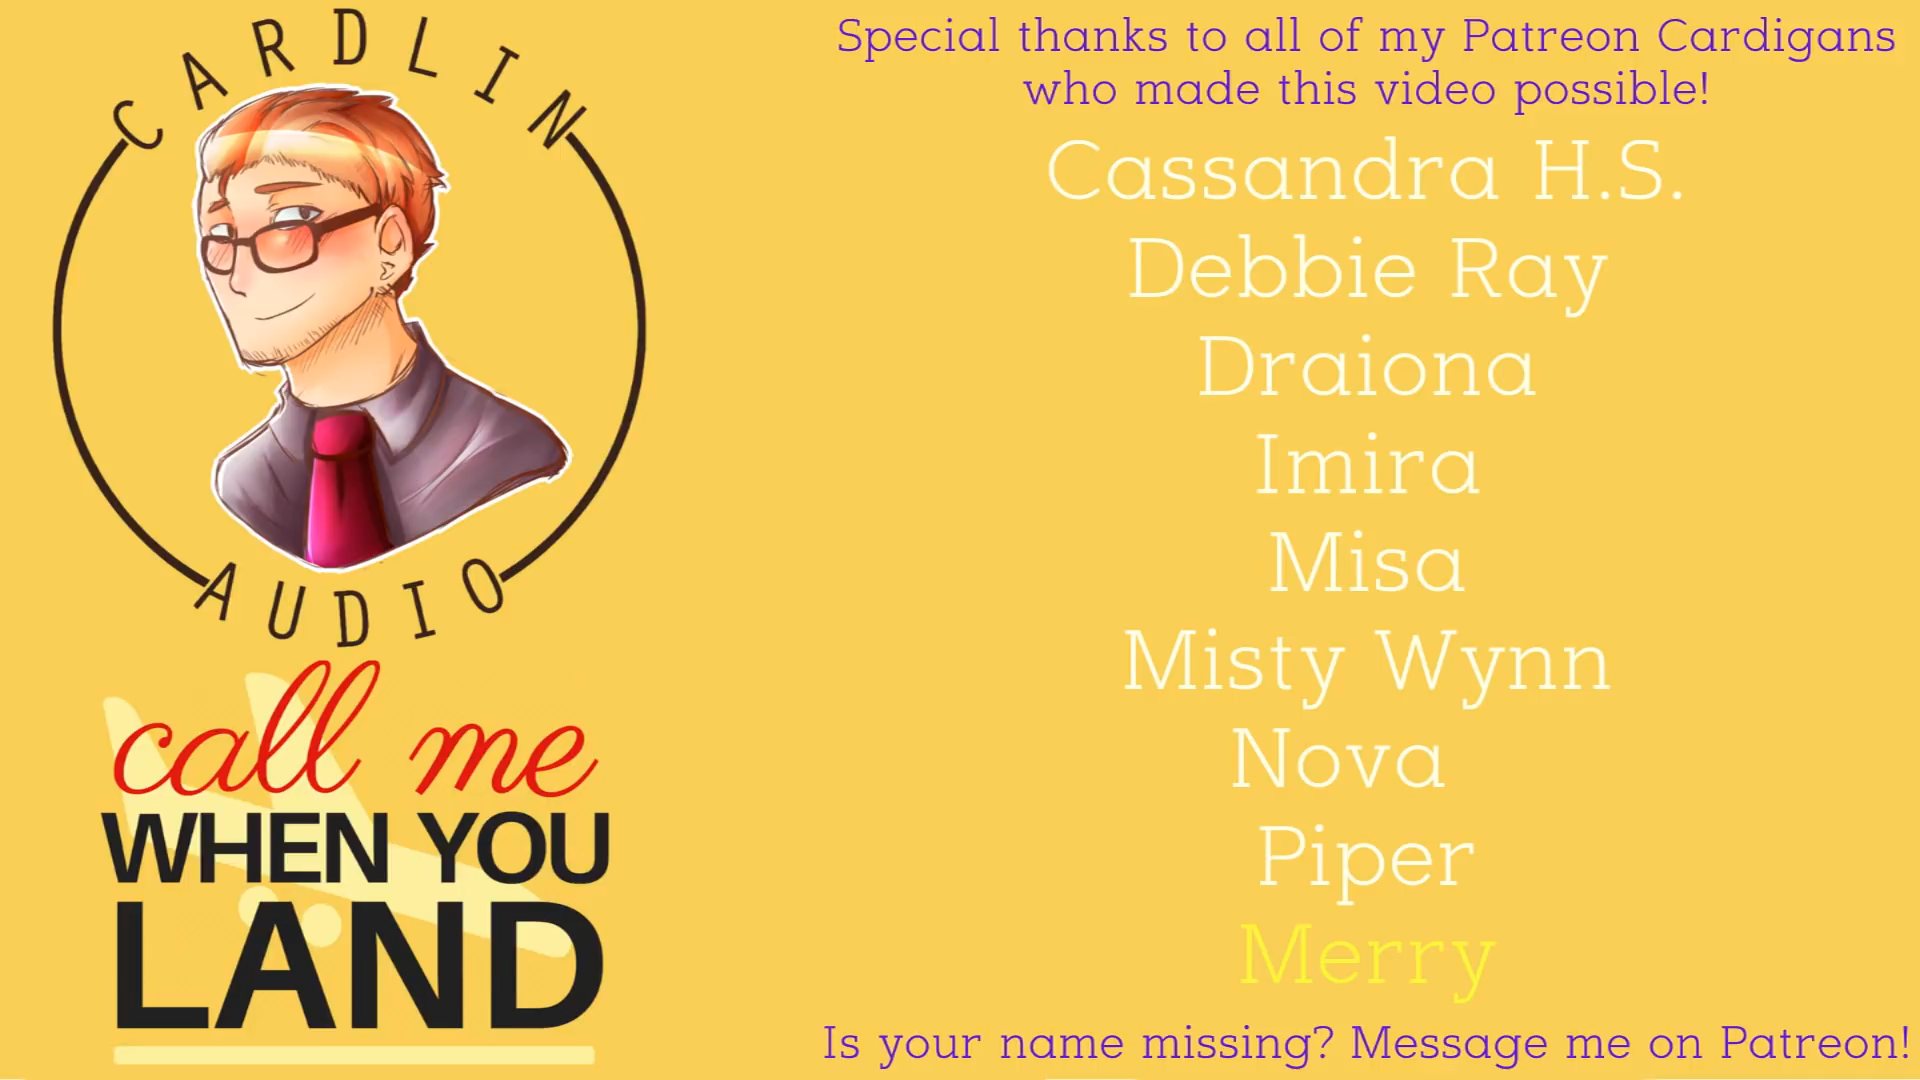 CARDLIN
AUDIO
call me
WHEN YOU
LAND
Special thanks to all of my Patreon Cardigans
who made this video possible!
Cassandra H.S.
Debbie Ray
Draiona
Imira
Misa
Misty Wynn
Nova
Piper
Merry
Is your name missing? Message me on Patreon!